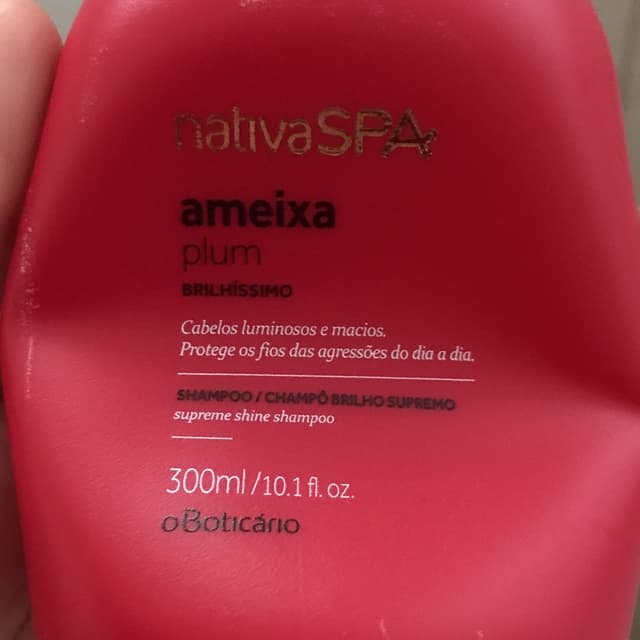 nativaSPA
ameixa
plum
BRILHÍSSIMO
Cabelos luminosos e macios.
Protege os fios das agressões do dia a dia.
SHAMPOO / CHAMPÔ BRILHO SUPREMO
supreme shine shampoo
300ml/10.1 fl. oz.
oBoticário